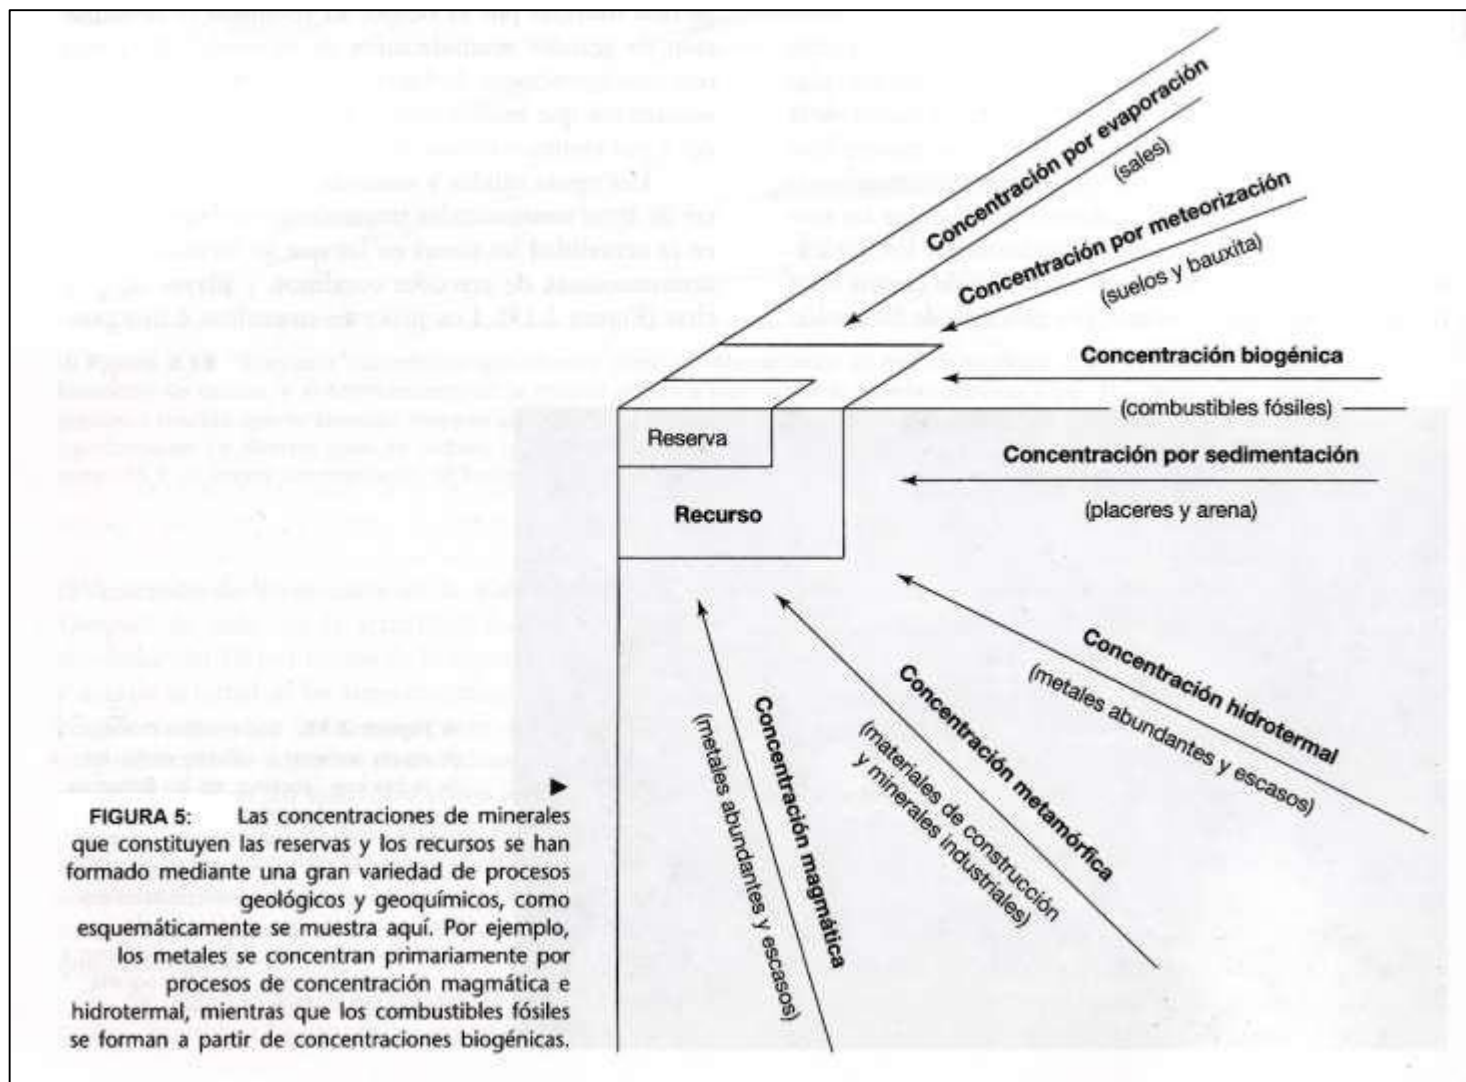 Concentración por evaporación
(sales)
Concentración por meteorización
(suelos y bauxita)
Concentración biogénica
(combustibles fósiles)
Concentración por sedimentación
(placeres y arena)
Reserva
Recurso
Concentración hidrotermal
(metales abundantes y escasos)
Concentración metamórfica
(materiales de construcción
y minerales industriales)
Concentración magmática
(metales abundantes y escasos)
FIGURA 5: Las concentraciones de minerales
que constituyen las reservas y los recursos se han
formado mediante una gran variedad de procesos
geológicos y geoquímicos, como
esquemáticamente se muestra aquí. Por ejemplo,
los metales se concentran primariamente por
procesos de concentración magmática e
hidrotermal, mientras que los combustibles fósiles
se forman a partir de concentraciones biogénicas.